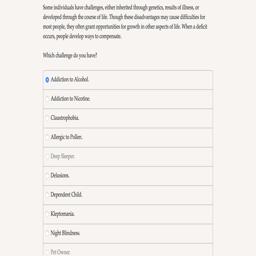 Some individuals have challenges, either inherited through genetics, results of illness, or
developed through the course of life. Though these disadvantages may cause difficulties for
most people, they often grant opportunities for growth in other aspects of life. When a deficit
occurs, people develop ways to compensate.
Which challenge do you have?
Addiction to Alcohol.
Addiction to Nicotine.
Claustrophobia.
Allergic to Pollen.
Deep Sleeper.
Delusions.
Dependent Child.
Kleptomania.
Night Blindness.
Pet Owner.